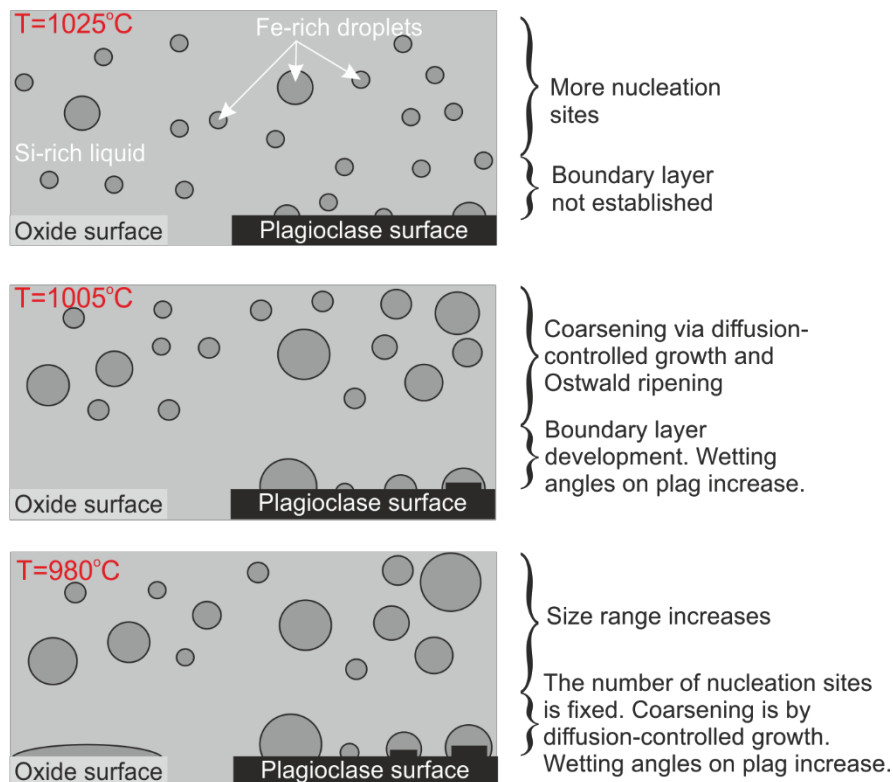 T=1025°C
Fe-rich droplets
Si-rich liquid
Oxide surface
Plagioclase surface
More nucleation
sites
Boundary layer
not established
T=1005°C
Oxide surface
Plagioclase surface
Coarsening via diffusion-
controlled growth and
Ostwald ripening
Boundary layer
development. Wetting
angles on plag increase.
T=980°C
Oxide surface
Plagioclase surface
Size range increases
The number of nucleation sites
is fixed. Coarsening is by
diffusion-controlled growth.
Wetting angles on plag increase.